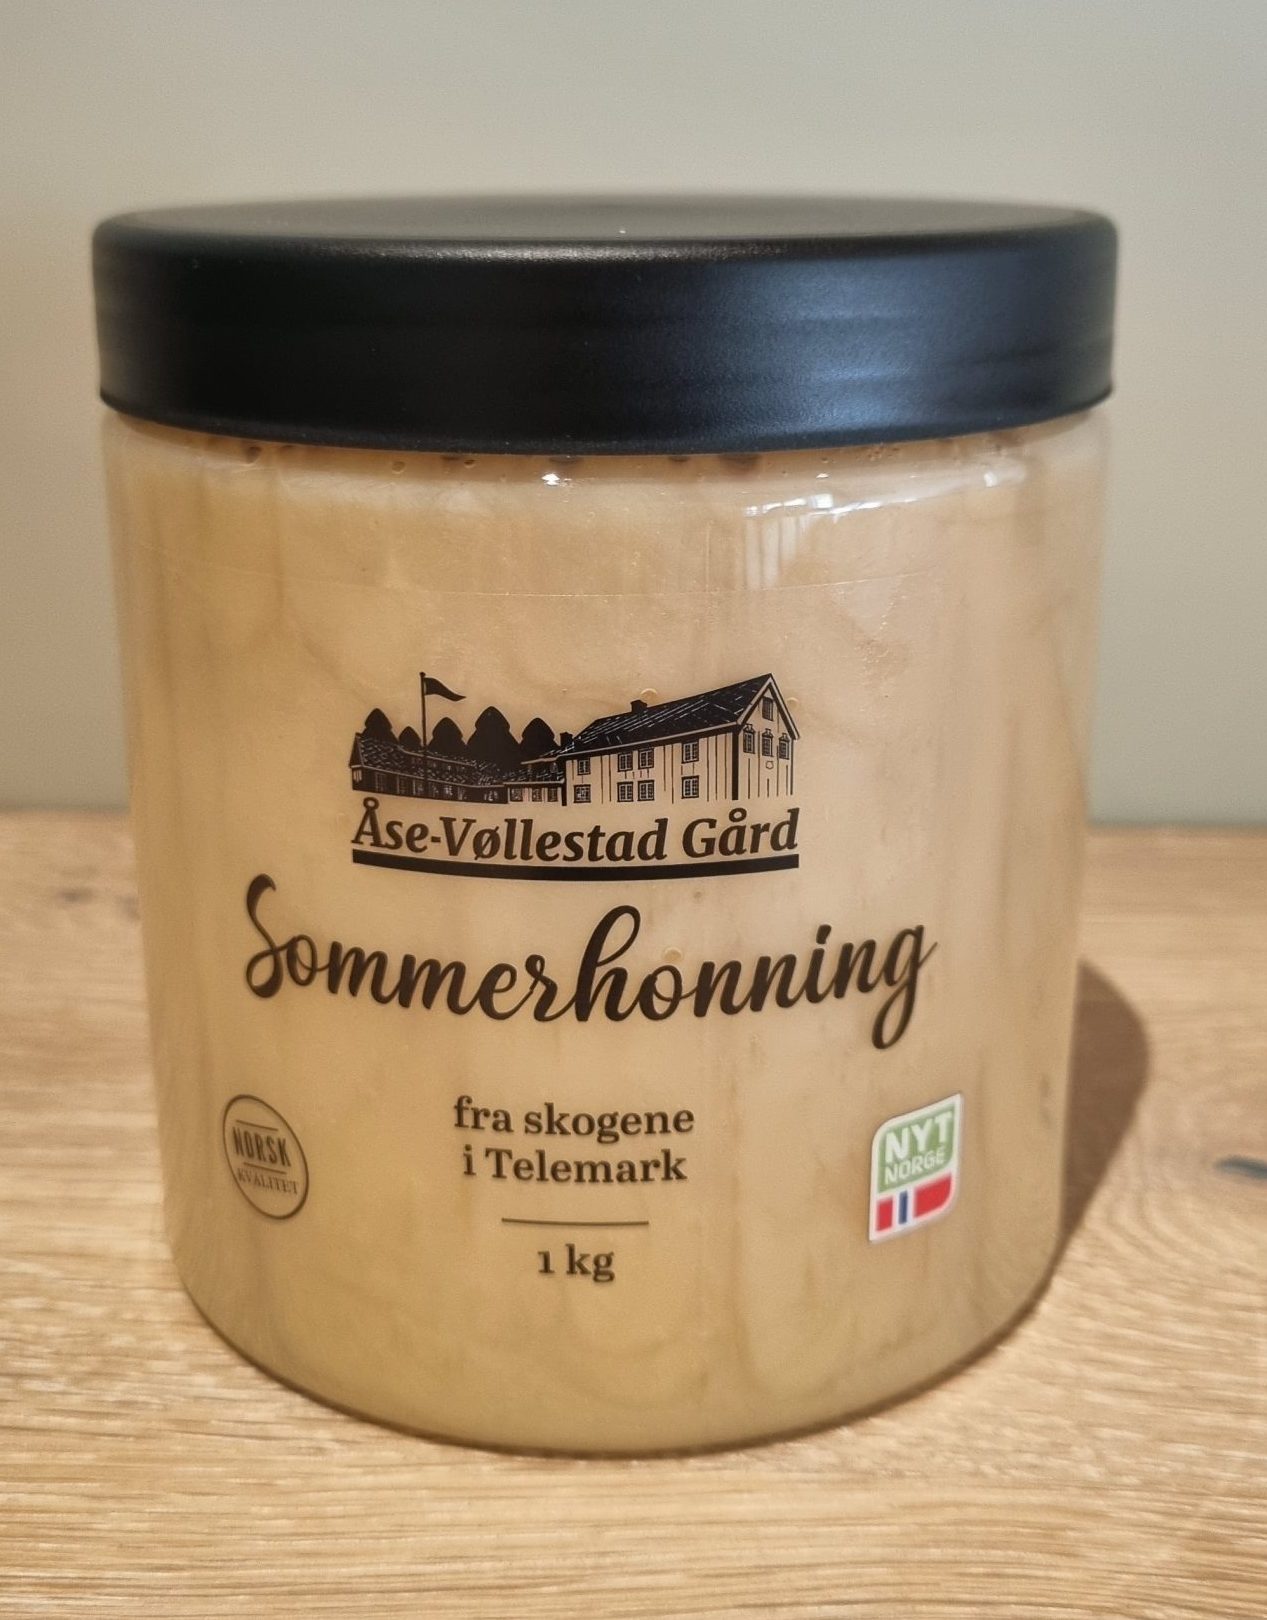 Åse-Vøllestad Gård
Sommerhonning
fra skogene
i Telemark
1 kg
NORSK
KVALITET
NYT
NORGE